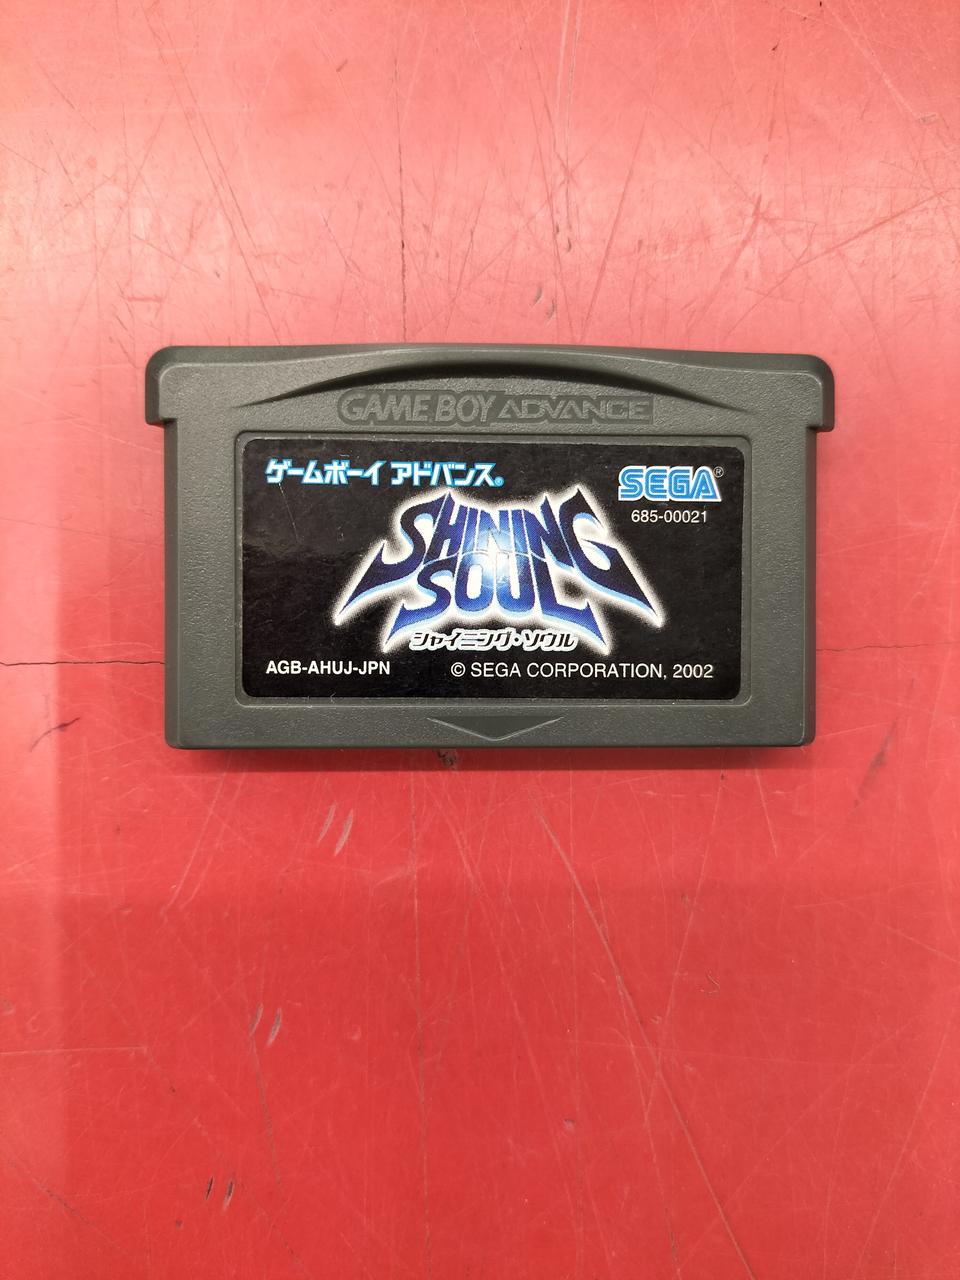 GAME BOY ADVANCE
ゲームボーイ アドバンス®
SEGA®
685-00021
SHINING
SOUL
シャイニング・ソウル
AGB-AHUJ-JPN
© SEGA CORPORATION, 2002